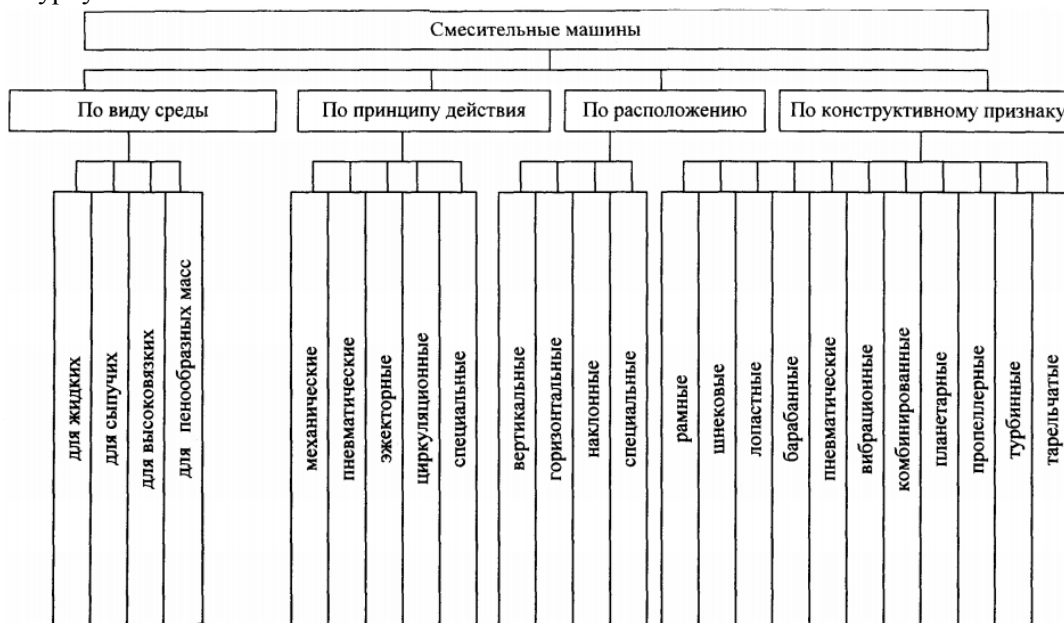 Смесительные машины
По виду среды
По принципу действия
По расположению
По конструктивному признаку
для жидких
для сыпучих
для высоковязких
для пенообразных масс
механические
пневматические
эжекторные
циркуляционные
специальные
вертикальные
горизонтальные
наклонные
специальные
рамные
шнековые
лопастные
барабанные
пневматические
вибрационные
комбинированные
планетарные
пропеллерные
турбинные
тарельчатые